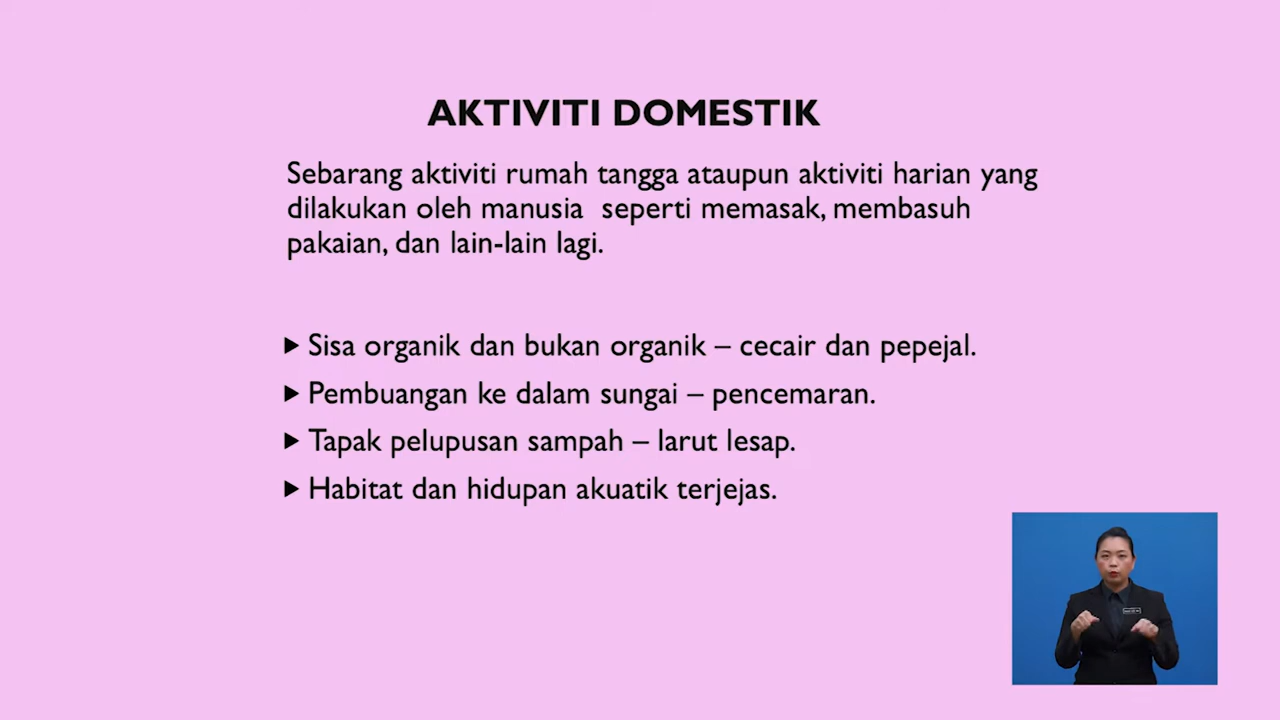 AKTIVITI DOMESTIK
Sebarang aktiviti rumah tangga ataupun aktiviti harian yang
dilakukan oleh manusia seperti memasak, membasuh
pakaian, dan lain-lain lagi.
Sisa organik dan bukan organik – cecair dan pepejal.
Pembuangan ke dalam sungai – pencemaran.
Tapak pelupusan sampah – larut lesap.
Habitat dan hidupan akuatik terjejas.